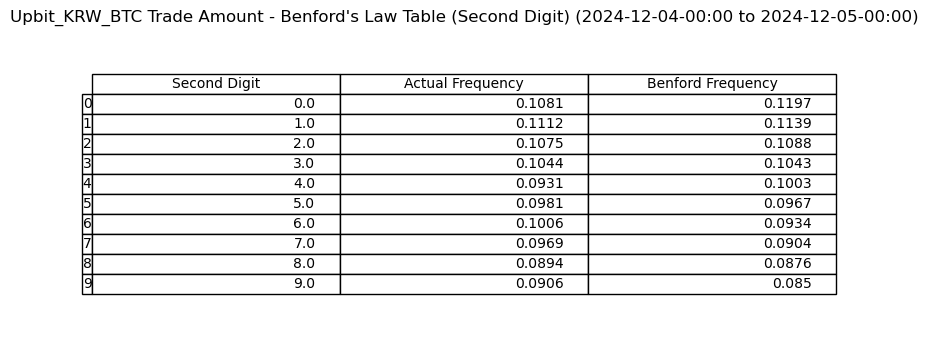 Upbit_KRW_BTC Trade Amount - Benford's Law Table (Second Digit) (2024-12-04-00:00 to 2024-12-05-00:00)
Second Digit Actual Frequency Benford Frequency
0 0.0 0.1081 0.1197
1 1.0 0.1112 0.1139
2 2.0 0.1075 0.1088
3 3.0 0.1044 0.1043
4 4.0 0.0931 0.1003
5 5.0 0.0981 0.0967
6 6.0 0.1006 0.0934
7 7.0 0.0969 0.0904
8 8.0 0.0894 0.0876
9 9.0 0.0906 0.085